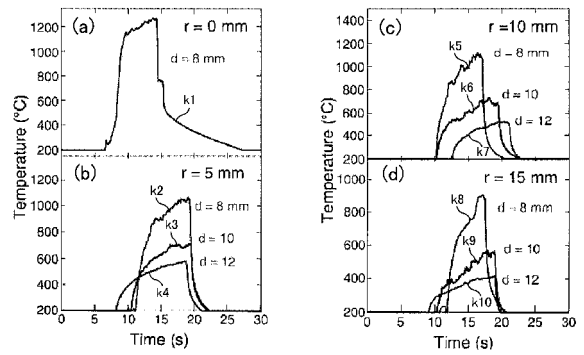 (a) r = 0 mm
1200
1000
800
600
400
200
d = 8 mm
k1
(b) r = 5 mm
1000
800
600
400
200
k2
k3
k4
d = 8 mm
d = 10
d = 12
0 5 10 15 20 25 30
Time (s)
Temperature (°C)
(c) r = 10 mm
1400
1200
1000
800
600
400
200
k5
k6
k7
d = 8 mm
d = 10
d = 12
(d) r = 15 mm
1000
800
600
400
200
k8
k9
k10
d = 8 mm
d = 10
d = 12
0 5 10 15 20 25 30
Time (s)
Temperature (°C)